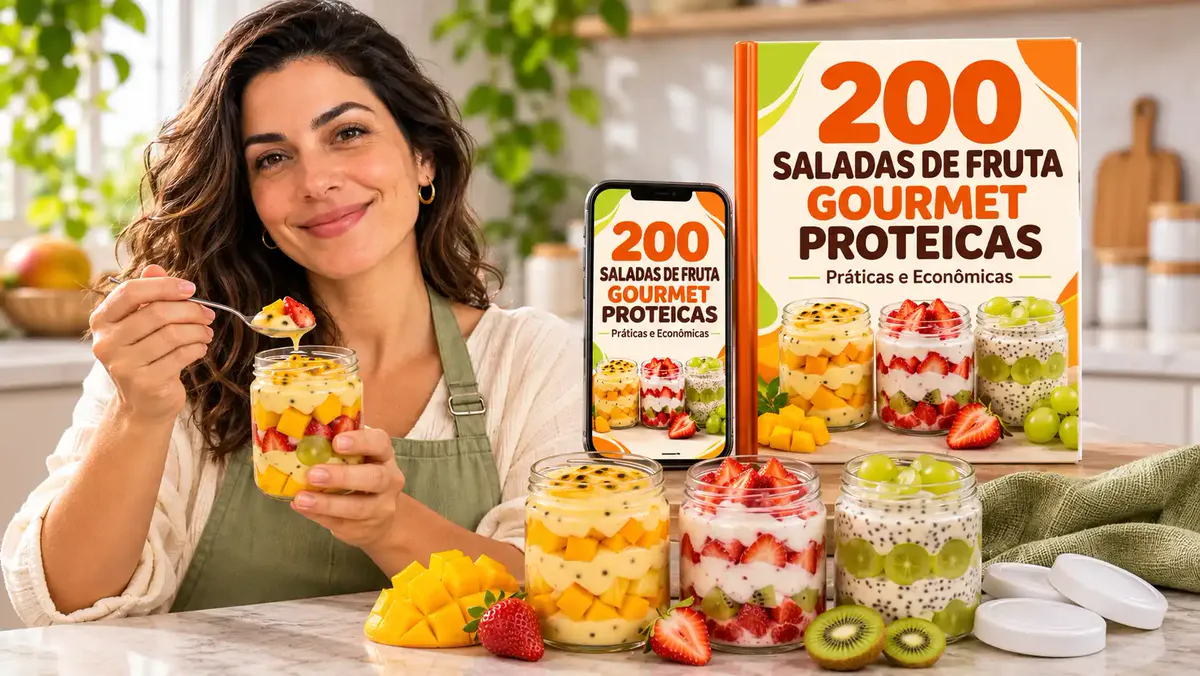 200
SALADAS DE FRUTA
GOURMET
PROTEICAS
Práticas e Econômicas
200
SALADAS DE FRUTA
GOURMET
PROTEICAS
Práticas e Econômicas